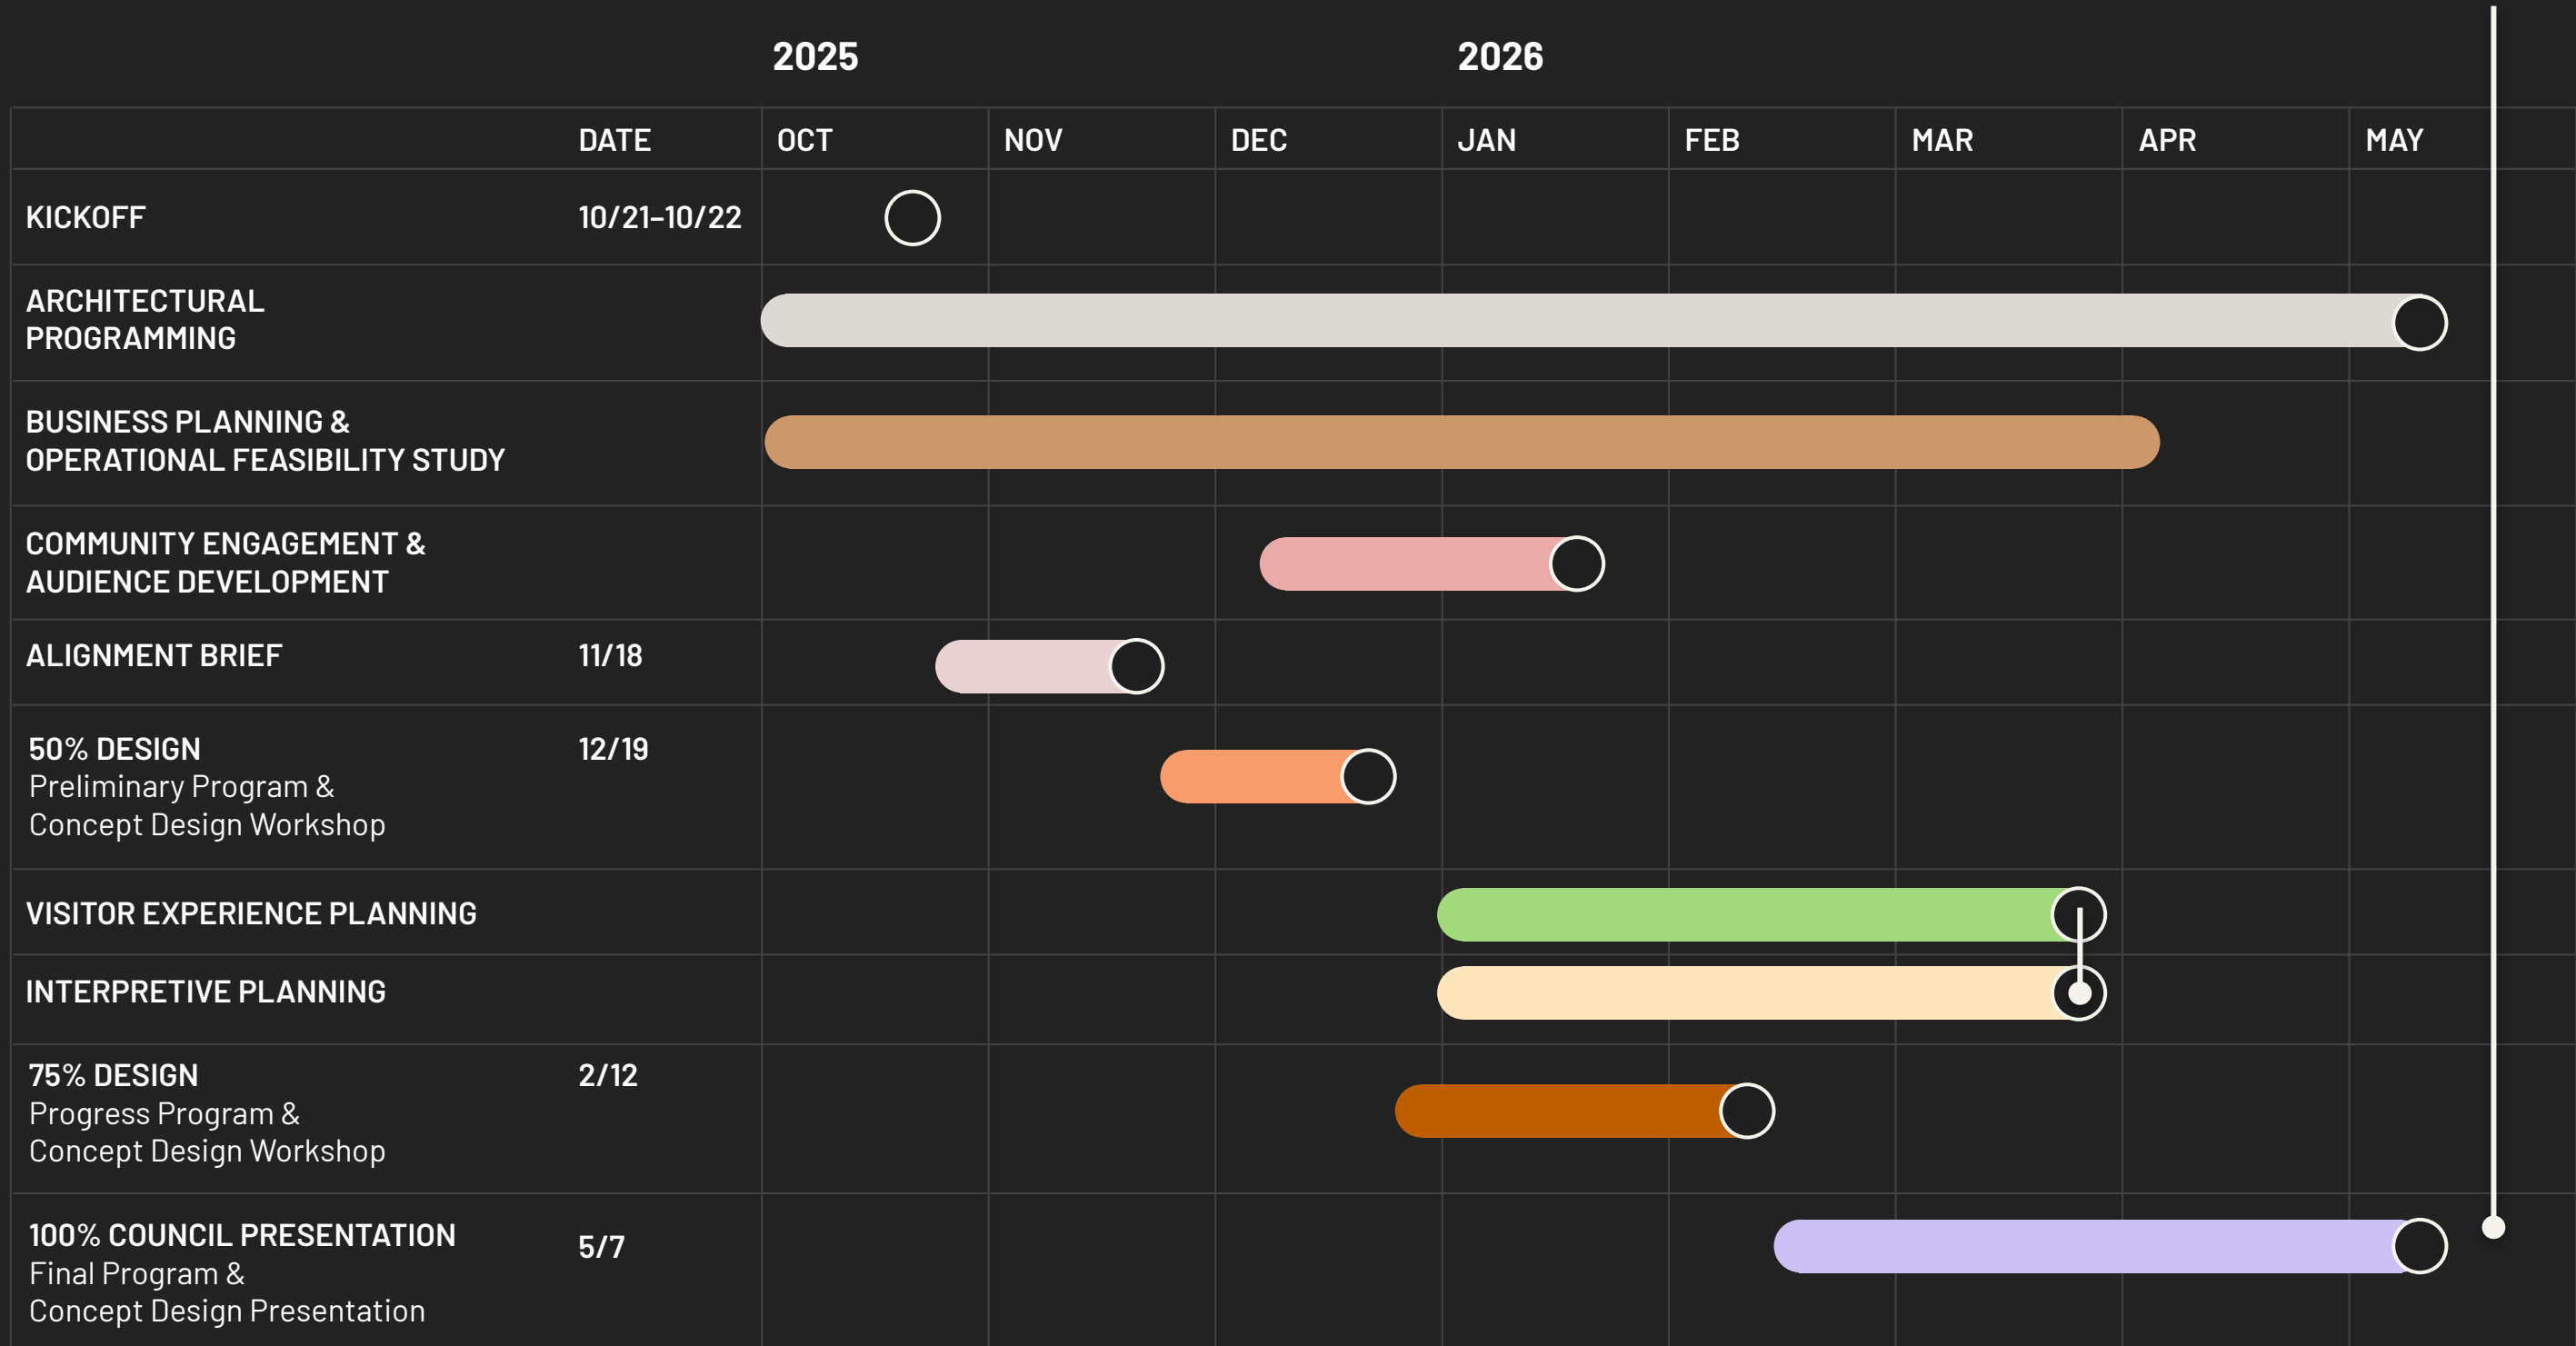 2025 2026
DATE OCT NOV DEC JAN FEB MAR APR MAY
KICKOFF 10/21–10/22
ARCHITECTURAL
PROGRAMMING
BUSINESS PLANNING &
OPERATIONAL FEASIBILITY STUDY
COMMUNITY ENGAGEMENT &
AUDIENCE DEVELOPMENT
ALIGNMENT BRIEF 11/18
50% DESIGN 12/19
Preliminary Program &
Concept Design Workshop
VISITOR EXPERIENCE PLANNING
INTERPRETIVE PLANNING
75% DESIGN 2/12
Progress Program &
Concept Design Workshop
100% COUNCIL PRESENTATION 5/7
Final Program &
Concept Design Presentation